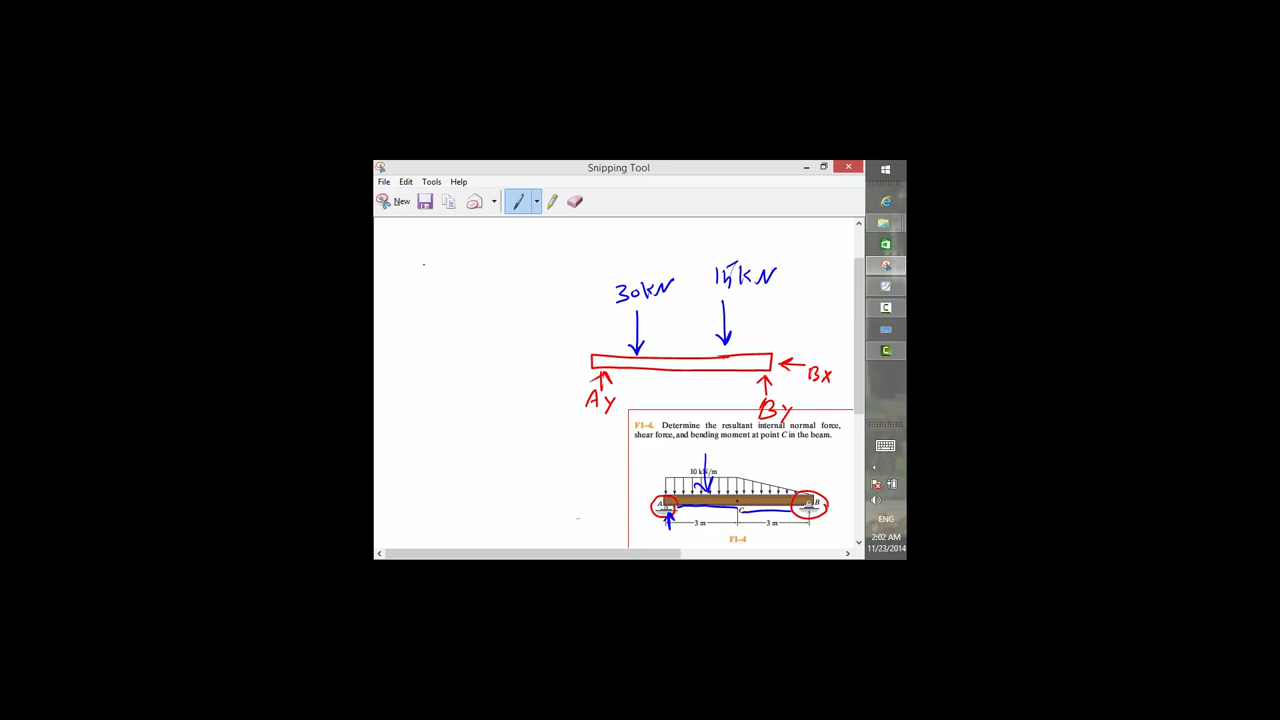 Snipping Tool
File Edit Tools Help
New
30kN 15kN
Bx
Ay By
F1–4. Determine the resultant internal normal force,
shear force, and bending moment at point C in the beam.
10 kN/m
A B
C
3 m 3 m
F1–4
ENG
2:02 AM
11/23/2014